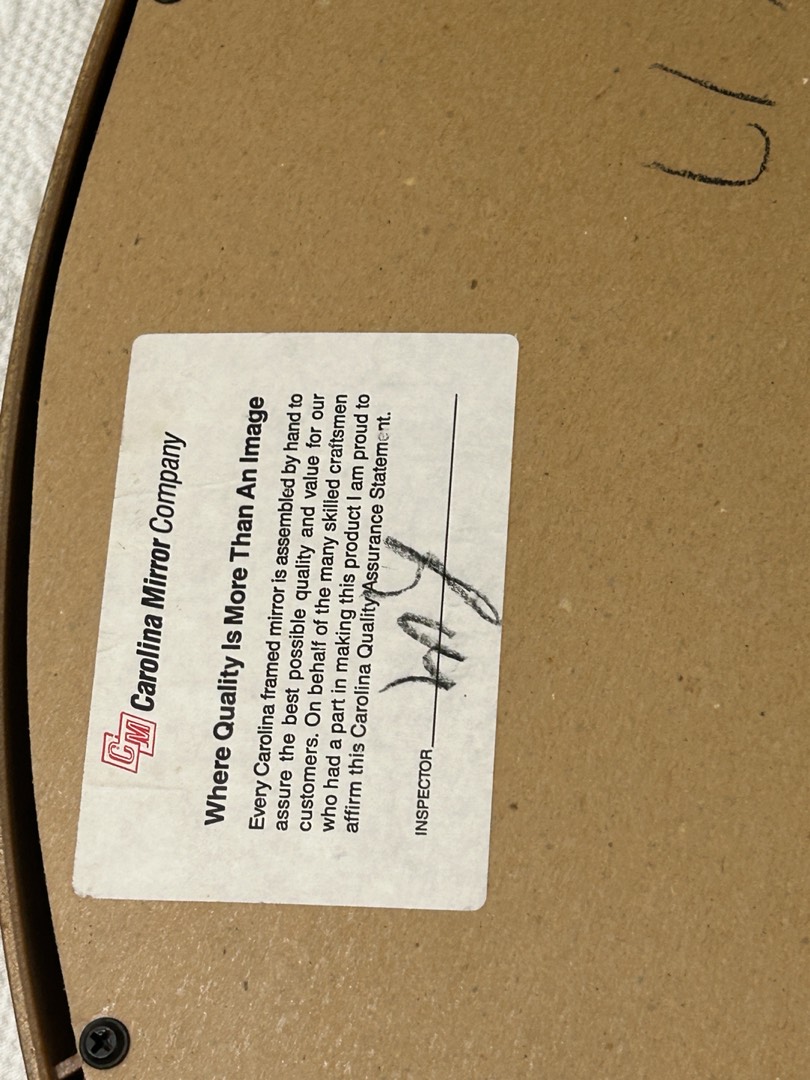 CM Carolina Mirror Company
Where Quality Is More Than An Image
Every Carolina framed mirror is assembled by hand to
assure the best possible quality and value for our
customers. On behalf of the many skilled craftsmen
who had a part in making this product I am proud to
affirm this Carolina Quality Assurance Statement.
INSPECTOR